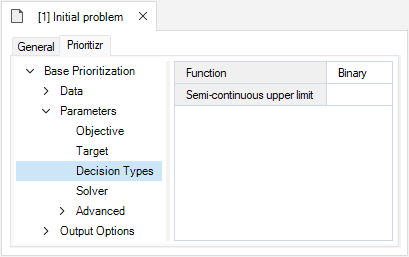 [1] Initial problem
General Prioritizr
Base Prioritization
Data
Parameters
Objective
Target
Decision Types
Solver
Advanced
Output Options
Function Binary
Semi-continuous upper limit